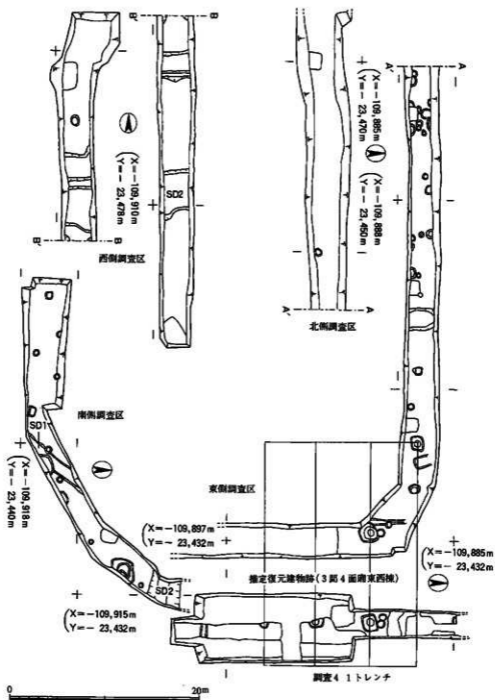 B'
B
B'
B
SD2
(X=-109,910m
Y=- 23,478m)
西側調査区
(X=-109,885m
Y=- 23,470m)
(X=-109,888m
Y=- 23,450m)
A'
A
北側調査区
A'
A
SD1
南側調査区
(X=-109,918m
Y=- 23,440m)
SD2
(X=-109,915m
Y=- 23,432m)
東側調査区
(X=-109,897m
Y=- 23,432m)
(X=-109,885m
Y=- 23,432m)
推定復元建物跡(3間4面廂東西棟)
調査4 1トレンチ
0
20m